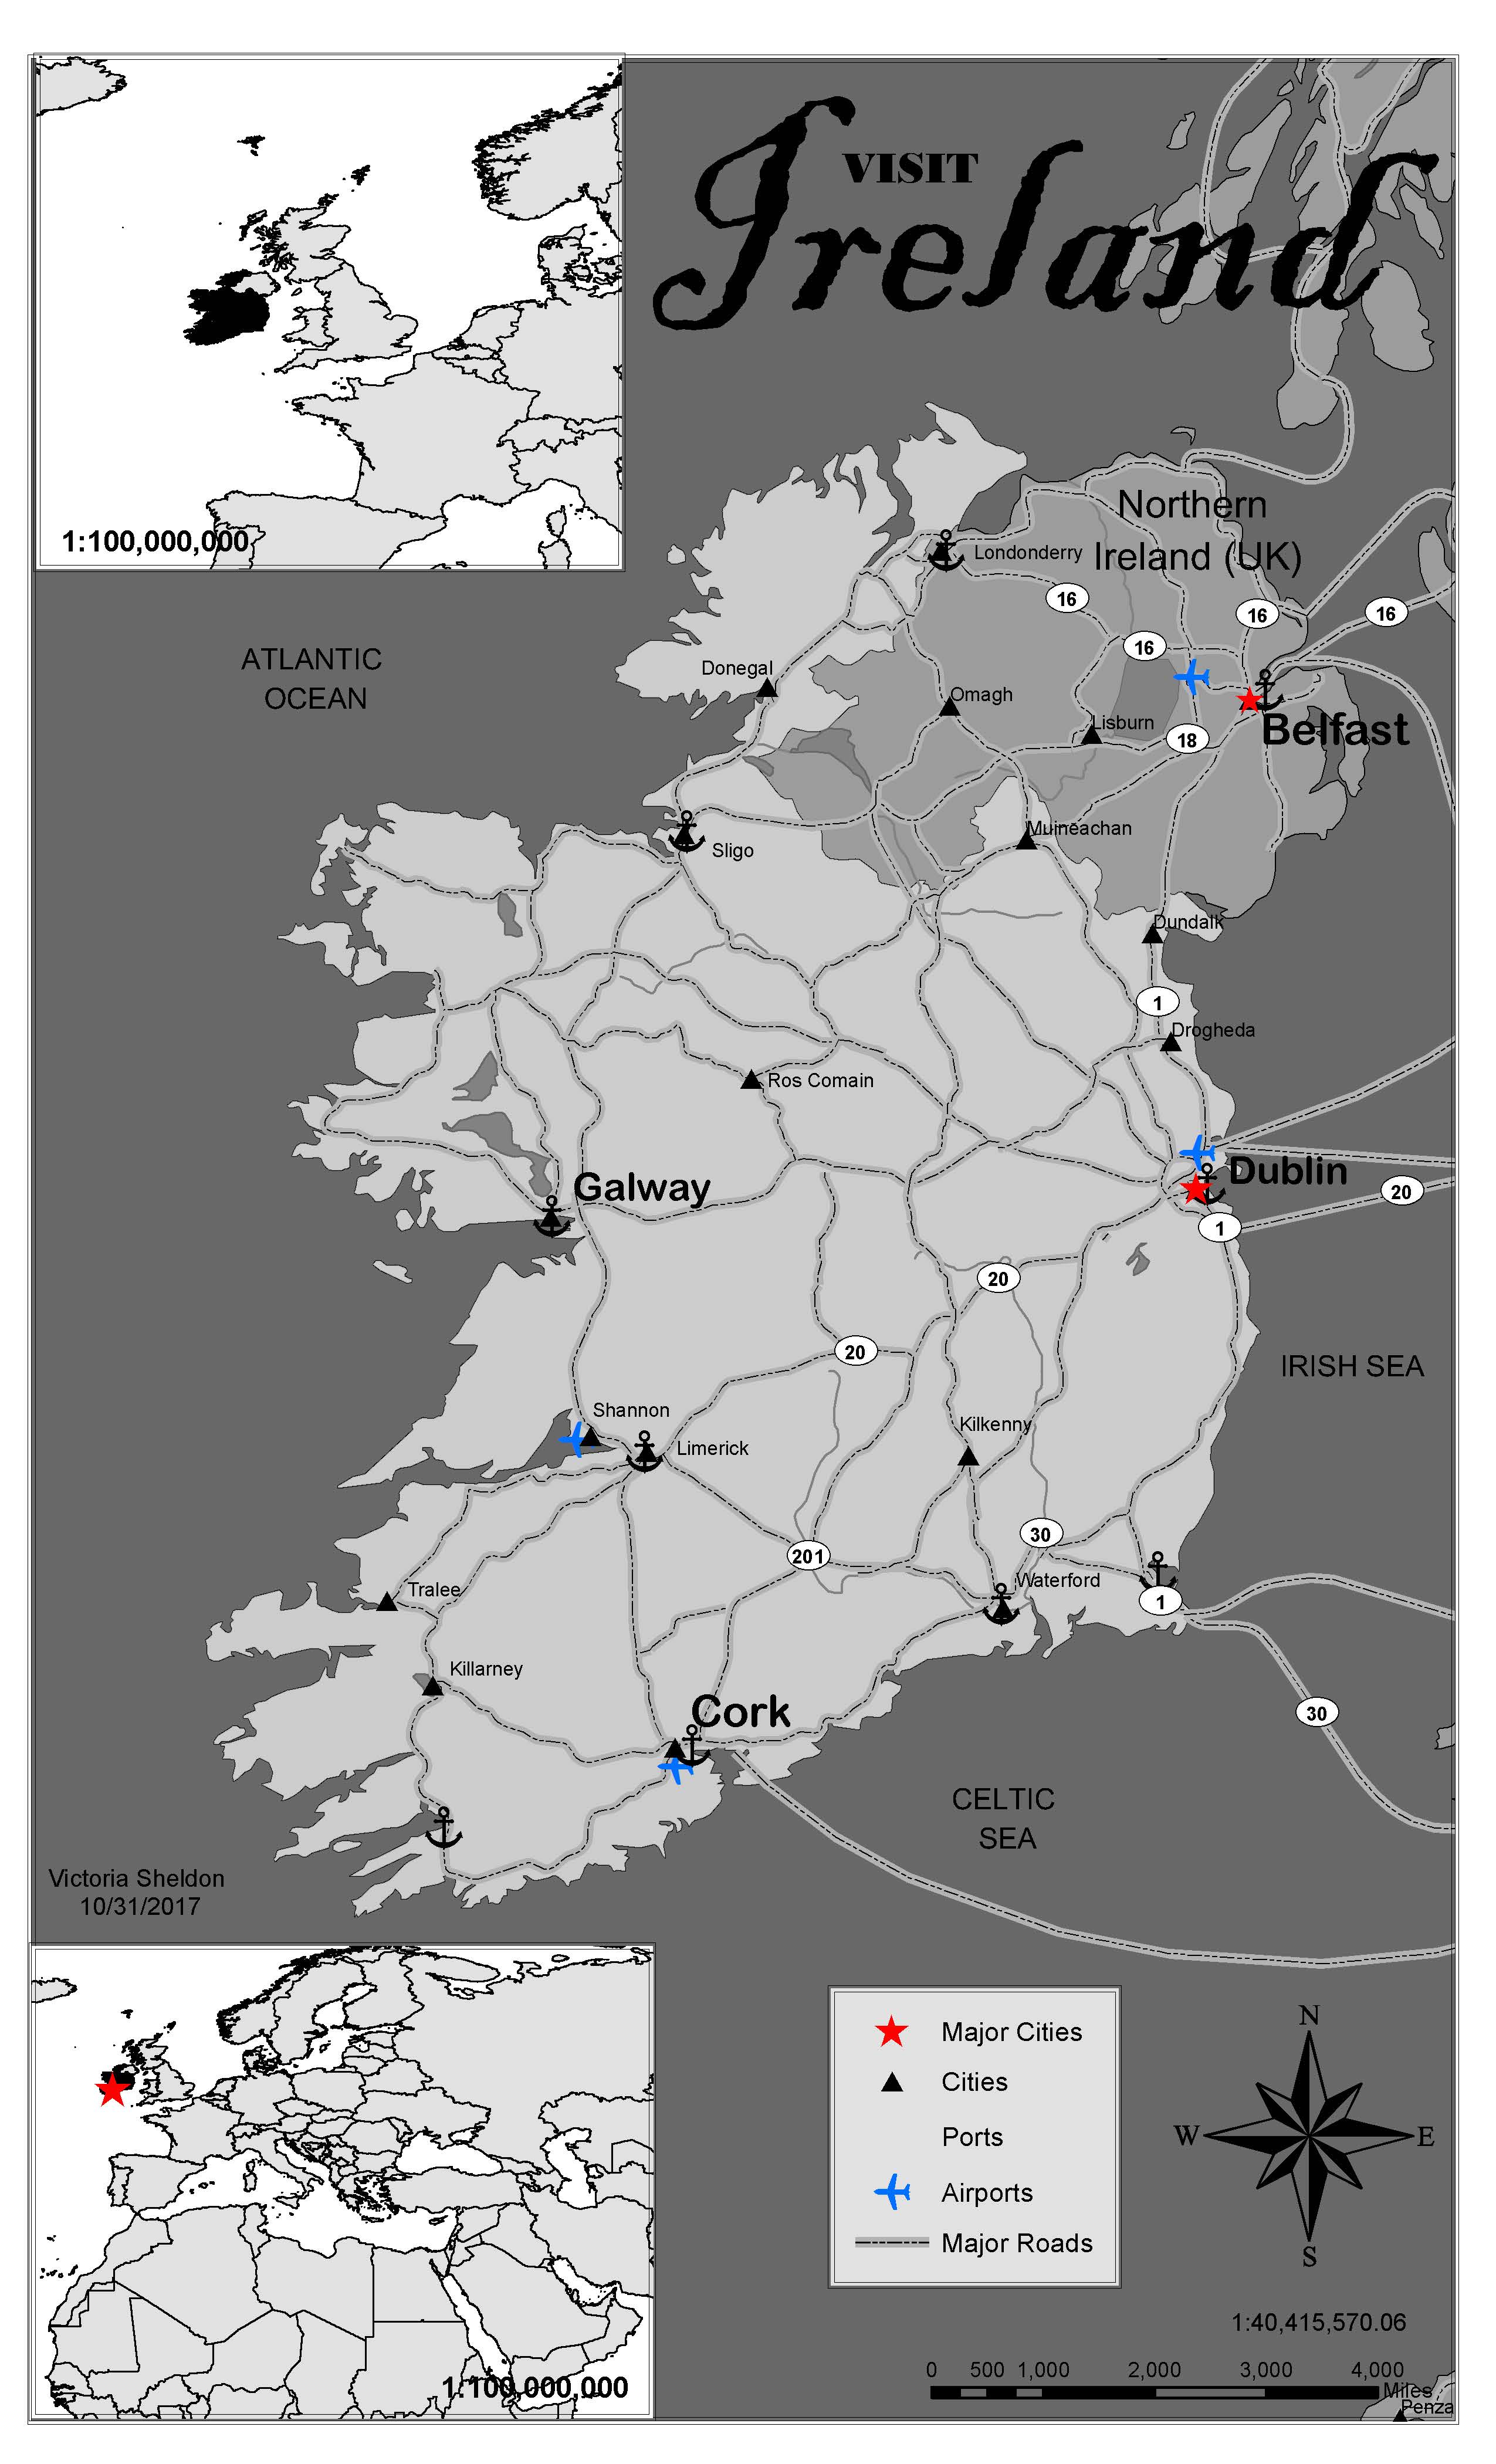 VISIT
Ireland
1:100,000,000
Northern
Ireland (UK)
Londonderry
16
16
16
16
ATLANTIC
OCEAN
Donegal
Omagh
Lisburn
18
Belfast
Muineachan
Sligo
Dundalk
1
Drogheda
Ros Comain
Galway
Dublin
20
1
20
20
IRISH SEA
Shannon
Limerick
Kilkenny
30
201
Waterford
1
Tralee
Killarney
Cork
30
CELTIC
SEA
Victoria Sheldon
10/31/2017
1:100,000,000
Major Cities
Cities
Ports
Airports
Major Roads
N
W
E
S
1:40,415,570.06
0 500 1,000 2,000 3,000 4,000
Miles
Penza